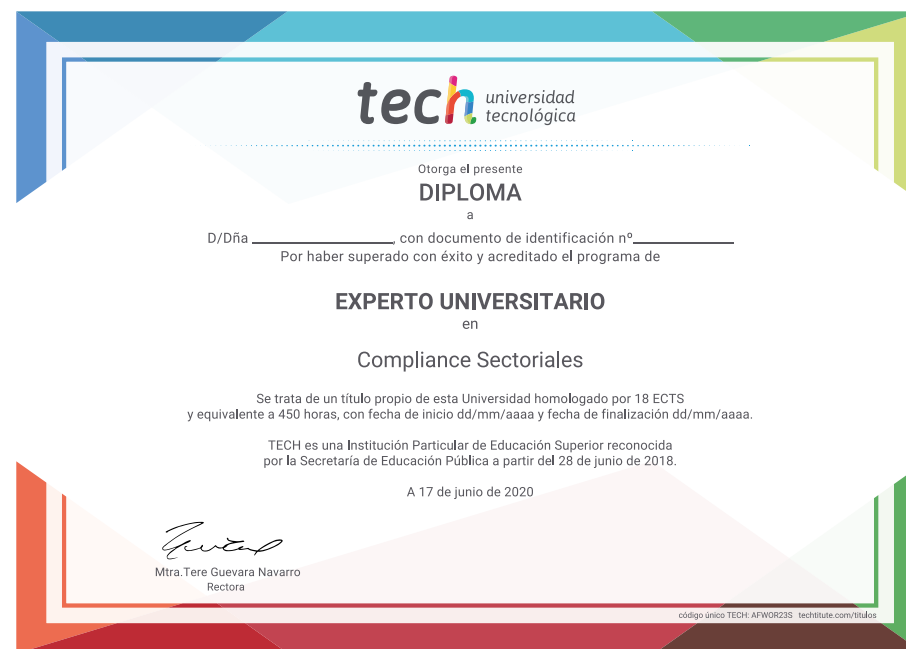 tech universidad
tecnológica
Otorga el presente
DIPLOMA
a
D/Dña ____________________, con documento de identificación nº______________
Por haber superado con éxito y acreditado el programa de
EXPERTO UNIVERSITARIO
en
Compliance Sectoriales
Se trata de un título propio de esta Universidad homologado por 18 ECTS
y equivalente a 450 horas, con fecha de inicio dd/mm/aaaa y fecha de finalización dd/mm/aaaa.
TECH es una Institución Particular de Educación Superior reconocida
por la Secretaría de Educación Pública a partir del 28 de junio de 2018.
A 17 de junio de 2020
Mtra.Tere Guevara Navarro
Rectora
código único TECH: AFWOR23S techtitute.com/titulos